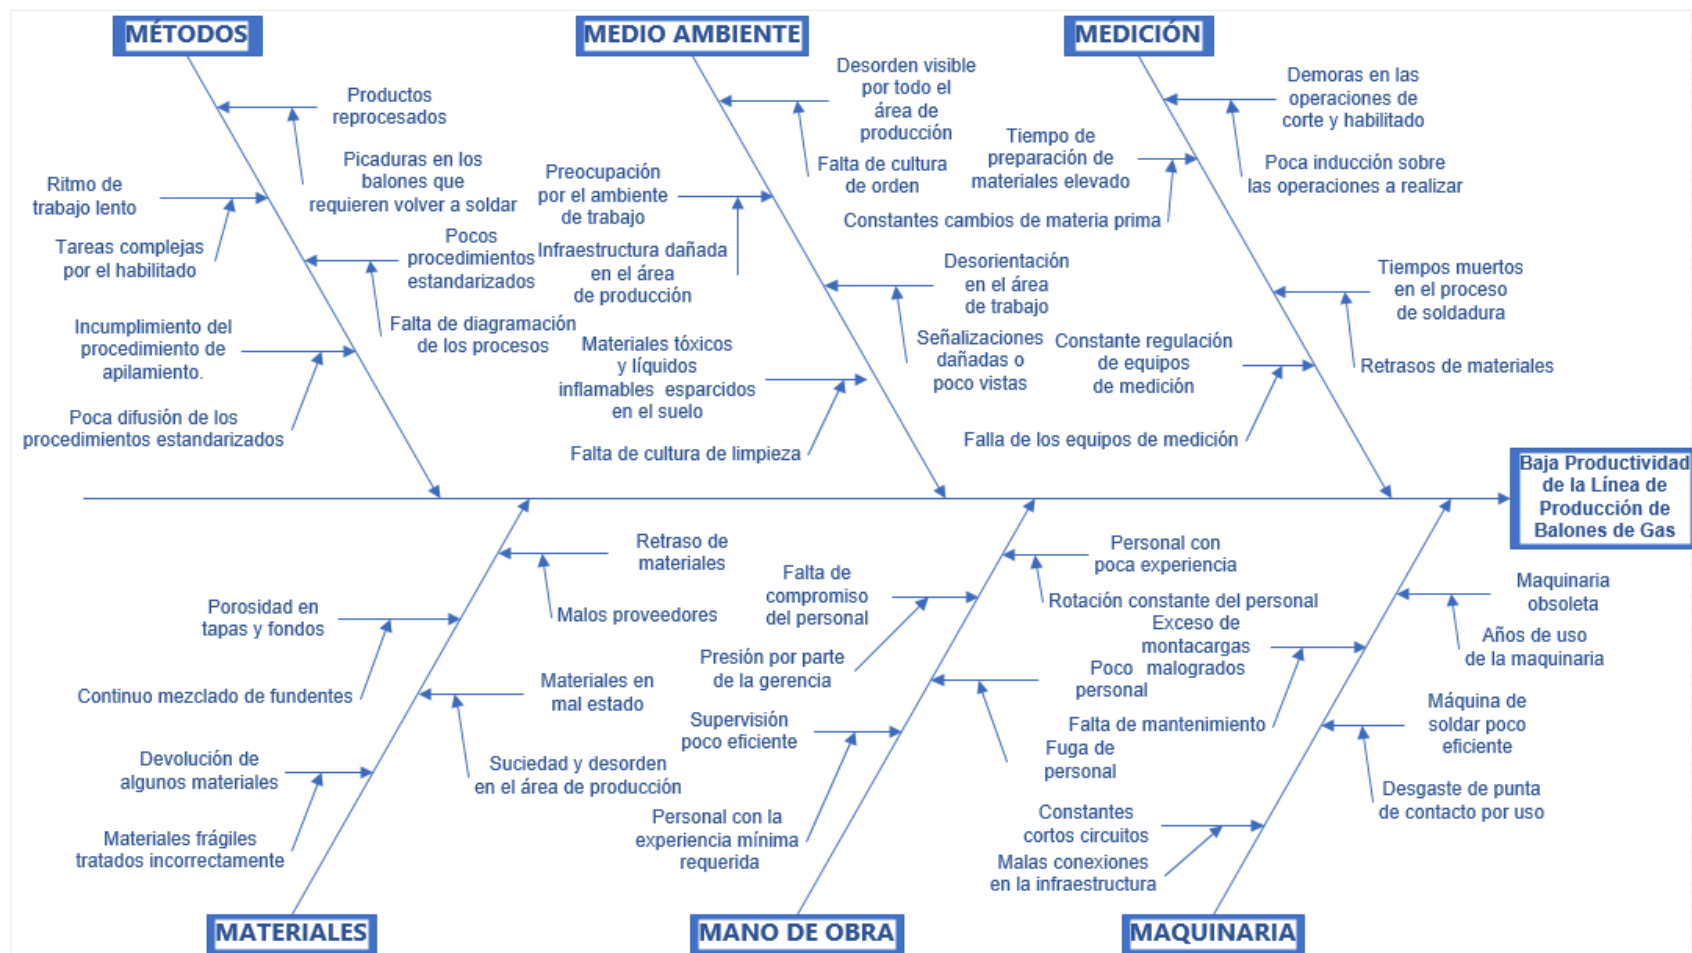 MÉTODOS
MEDIO AMBIENTE
MEDICIÓN
Productos
reprocesados
Picaduras en los
balones que
requieren volver a soldar
Ritmo de
trabajo lento
Tareas complejas
por el habilitado
Pocos
procedimientos
estandarizados
Falta de diagramación
de los procesos
Incumplimiento del
procedimiento de
apilamiento.
Poca difusión de los
procedimientos estandarizados
Desorden visible
por todo el
área de
producción
Falta de cultura
de orden
Preocupación
por el ambiente
de trabajo
Infraestructura dañada
en el área
de producción
Desorientación
en el área
de trabajo
Señalizaciones
dañadas o
poco vistas
Materiales tóxicos
y líquidos
inflamables esparcidos
en el suelo
Falta de cultura de limpieza
Demoras en las
operaciones de
corte y habilitado
Poca inducción sobre
las operaciones a realizar
Tiempo de
preparación de
materiales elevado
Constantes cambios de materia prima
Tiempos muertos
en el proceso
de soldadura
Retrasos de materiales
Constante regulación
de equipos
de medición
Falla de los equipos de medición
Baja Productividad
de la Línea de
Producción de
Balones de Gas
Retraso de
materiales
Malos proveedores
Porosidad en
tapas y fondos
Continuo mezclado de fundentes
Materiales en
mal estado
Suciedad y desorden
en el área de producción
Devolución de
algunos materiales
Materiales frágiles
tratados incorrectamente
Personal con
poca experiencia
Rotación constante del personal
Falta de
compromiso
del personal
Presión por parte
de la gerencia
Poco
personal
Fuga de
personal
Supervisión
poco eficiente
Personal con la
experiencia mínima
requerida
Maquinaria
obsoleta
Años de uso
de la maquinaria
Exceso de
montacargas
malogrados
Falta de mantenimiento
Máquina de
soldar poco
eficiente
Desgaste de punta
de contacto por uso
Constantes
cortos circuitos
Malas conexiones
en la infraestructura
MATERIALES
MANO DE OBRA
MAQUINARIA